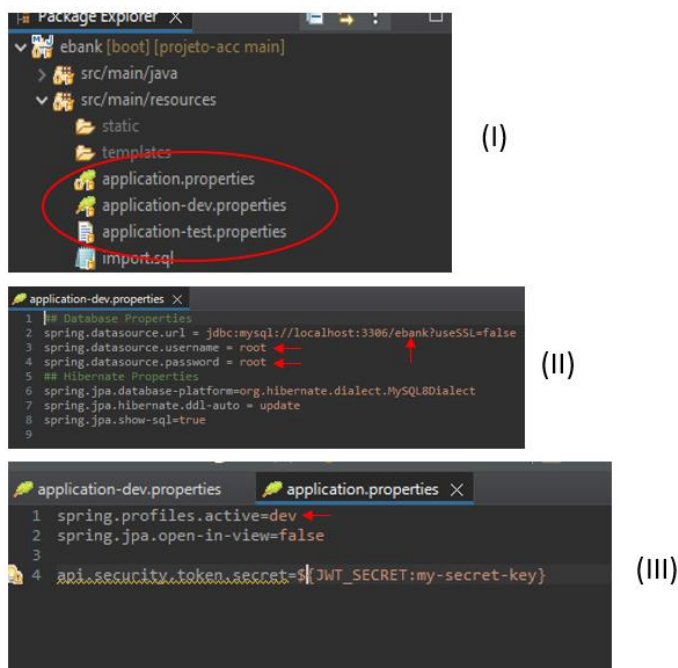 Package Explorer
ebank [boot] [projeto-acc main]
src/main/java
src/main/resources
static
templates
application.properties
application-dev.properties
application-test.properties
import.sql
(I)
application-dev.properties
1 ## Database Properties
2 spring.datasource.url = jdbc:mysql://localhost:3306/ebank?useSSL=false
3 spring.datasource.username = root
4 spring.datasource.password = root
5 ## Hibernate Properties
6 spring.jpa.database-platform=org.hibernate.dialect.MySQL8Dialect
7 spring.jpa.hibernate.ddl-auto = update
8 spring.jpa.show-sql=true
9
(II)
application-dev.properties application.properties
1 spring.profiles.active=dev
2 spring.jpa.open-in-view=false
3
4 api.security.token.secret=${JWT_SECRET:my-secret-key}
(III)